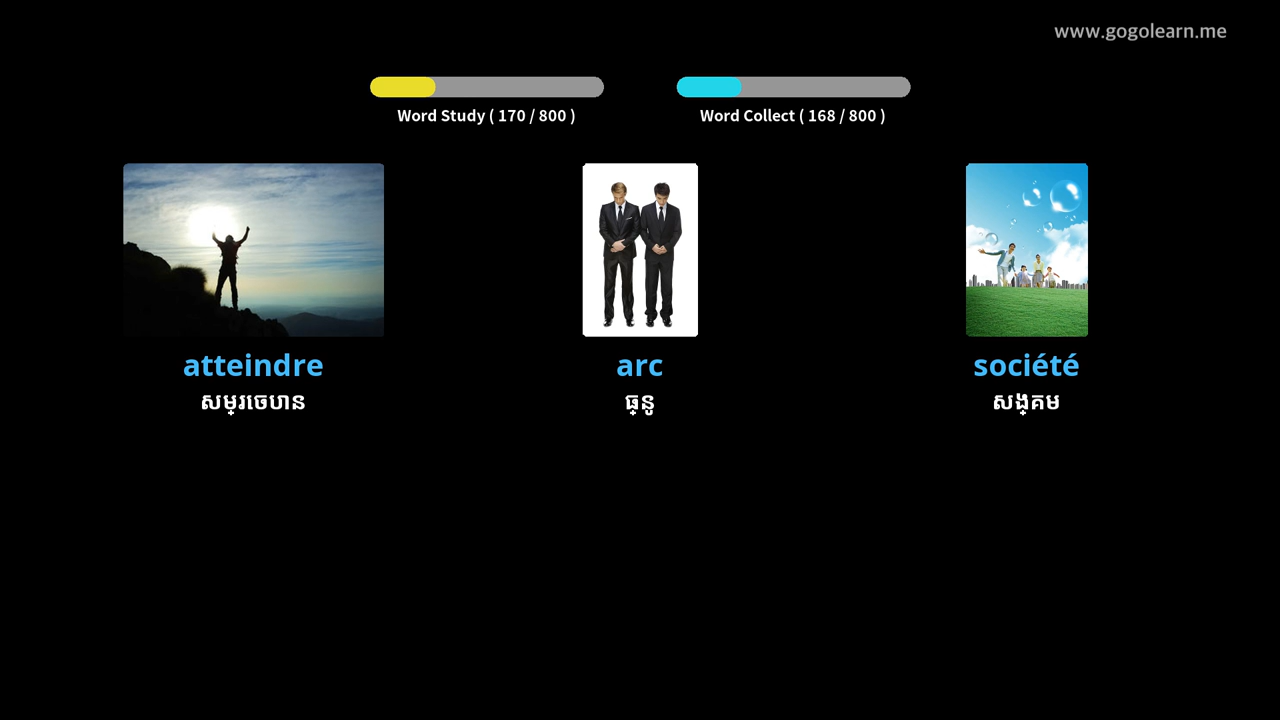 www.gogolearn.me
Word Study ( 170 / 800 )
Word Collect ( 168 / 800 )
atteindre
arc
société
សម្រេចបាន
ធ្នូ
សង្គម